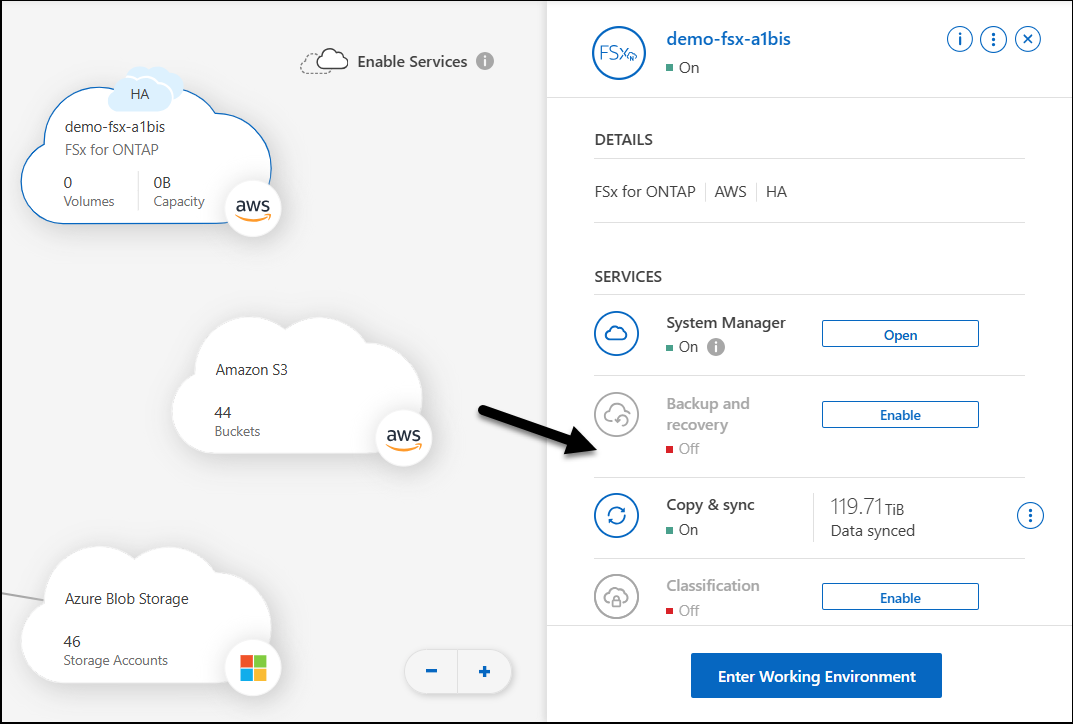 Enable Services i
HA
demo-fsx-a1bis
FSx for ONTAP
0 0B
Volumes Capacity
aws
Amazon S3
44
Buckets
aws
Azure Blob Storage
46
Storage Accounts
− +
FSx demo-fsx-a1bis i
On
DETAILS
FSx for ONTAP AWS HA
SERVICES
System Manager
On i
Open
Backup and
recovery
Off
Enable
Copy & sync
On
119.71 TiB
Data synced
Classification
Off
Enable
Enter Working Environment